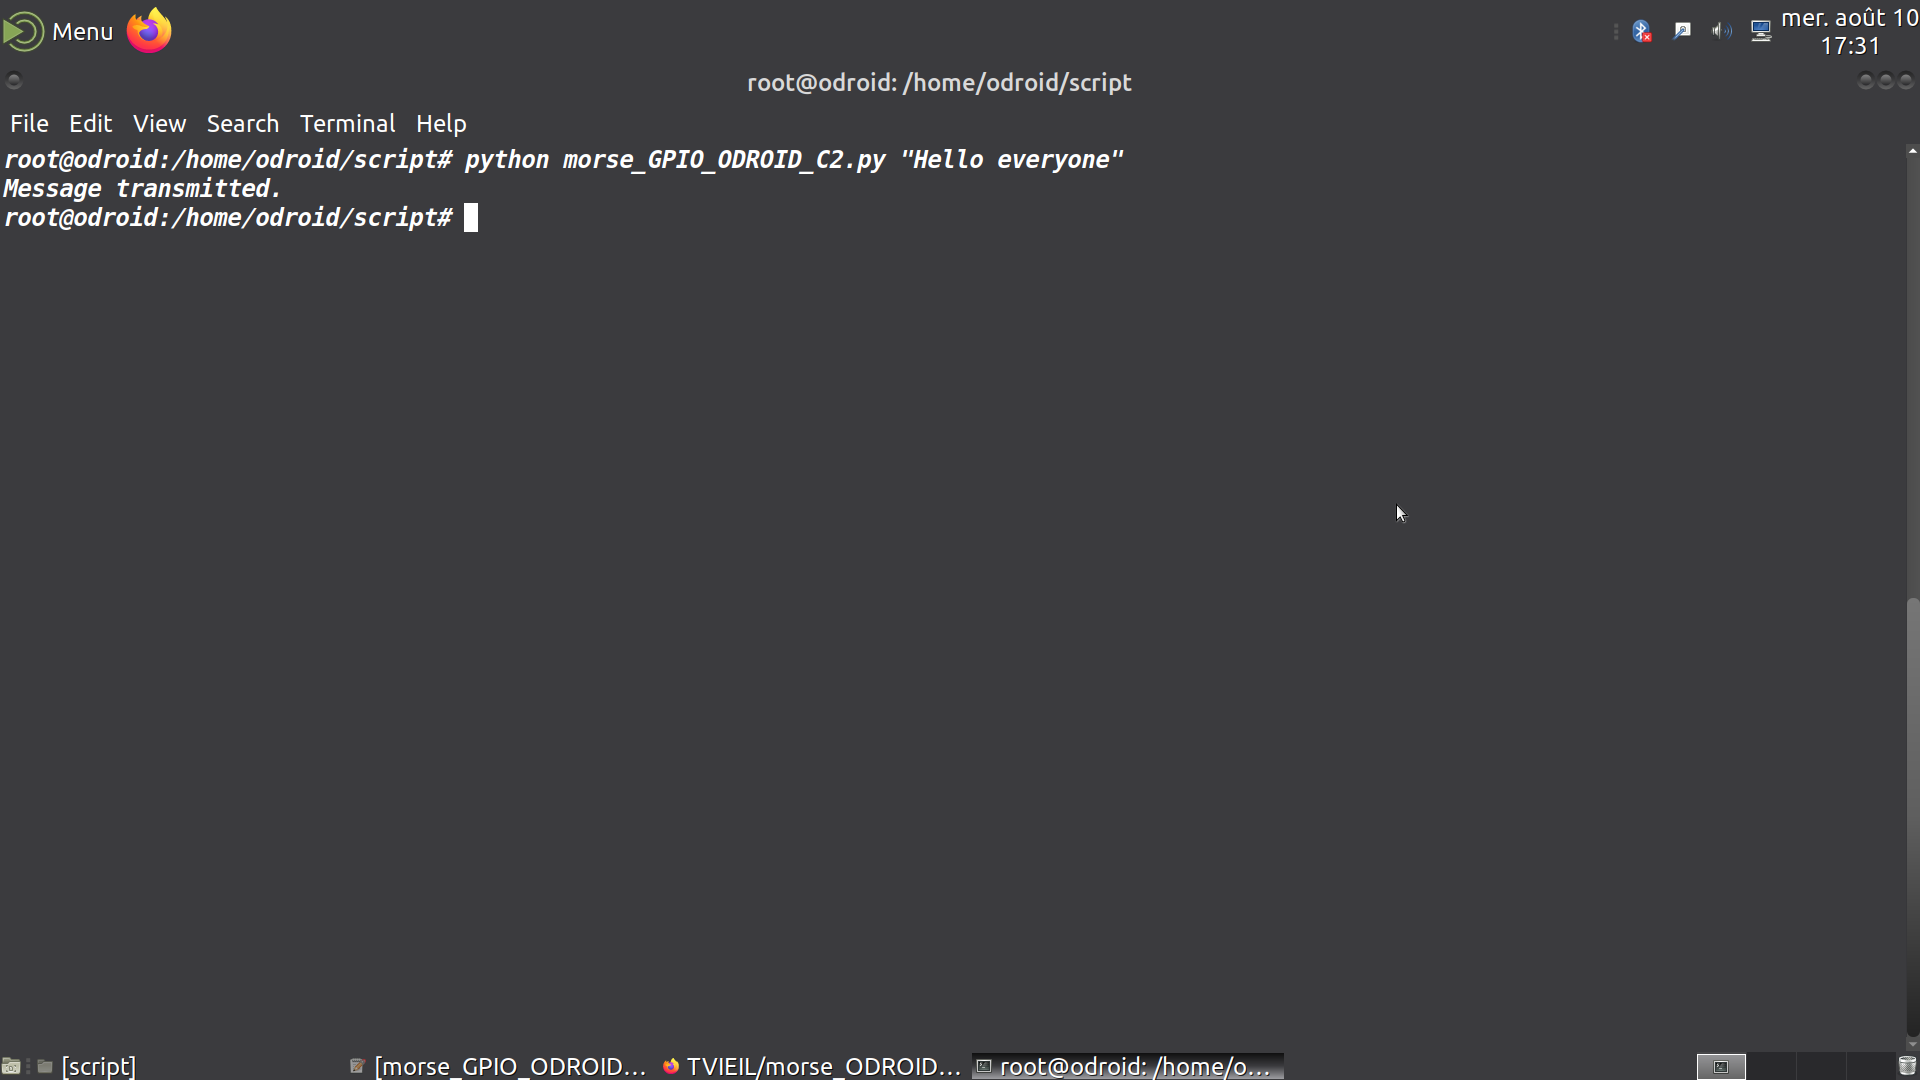 Menu
mer. août 10
17:31
root@odroid: /home/odroid/script
File Edit View Search Terminal Help
root@odroid:/home/odroid/script# python morse_GPIO_ODROID_C2.py "Hello everyone"
Message transmitted.
root@odroid:/home/odroid/script#
[script] [morse_GPIO_ODROID... TVIEIL/morse_ODROID... root@odroid: /home/o...